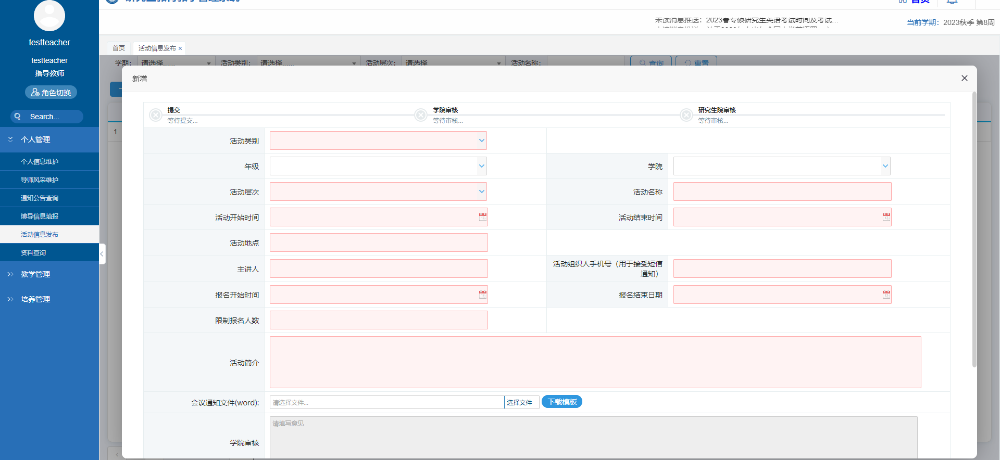 首页
未读消息推送：2023春专硕研究生英语考试时间及考试...
当前学期：2023秋季 第8周
testteacher
testteacher
指导教师
角色切换
Search...
个人管理
个人信息维护
导师风采维护
通知公告查询
博导信息填报
活动信息发布
资料查询
教学管理
培养管理
首页 活动信息发布 ×
学期： 请选择...... 活动类别： 请选择...... 活动层次： 请选择 活动名称： 查询 重置
1
新增
提交 学院审核 研究生院审核
等待提交... 等待审核... 等待审核...
活动类别
年级 学院
活动层次 活动名称
活动开始时间 活动结束时间
活动地点
主讲人 活动组织人手机号（用于接受短信
通知）
报名开始时间 报名结束日期
限制报名人数
活动简介
会议通知文件(word): 请选择文件... 选择文件 下载模板
请填写意见
学院审核